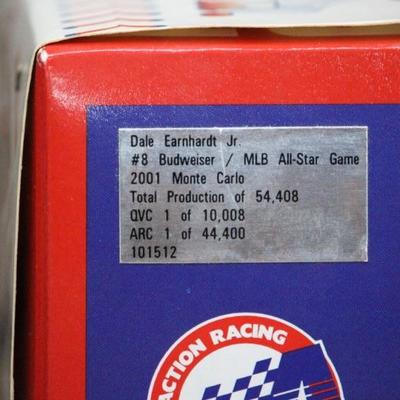 Dale Earnhardt Jr.
#8 Budweiser / MLB All-Star Game
2001 Monte Carlo
Total Production of 54,408
QVC 1 of 10,008
ARC 1 of 44,400
101512
ACTION RACING